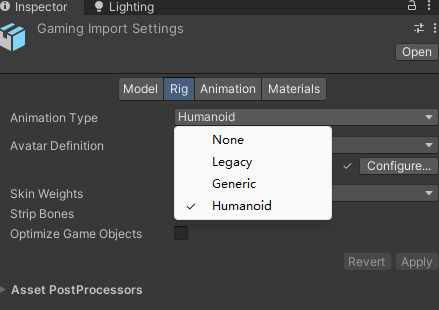 Inspector Lighting
Gaming Import Settings
Open
Model Rig Animation Materials
Animation Type Humanoid
None
Avatar Definition
Legacy
Configure...
Generic
Skin Weights
Humanoid
Strip Bones
Optimize Game Objects
Revert Apply
Asset PostProcessors